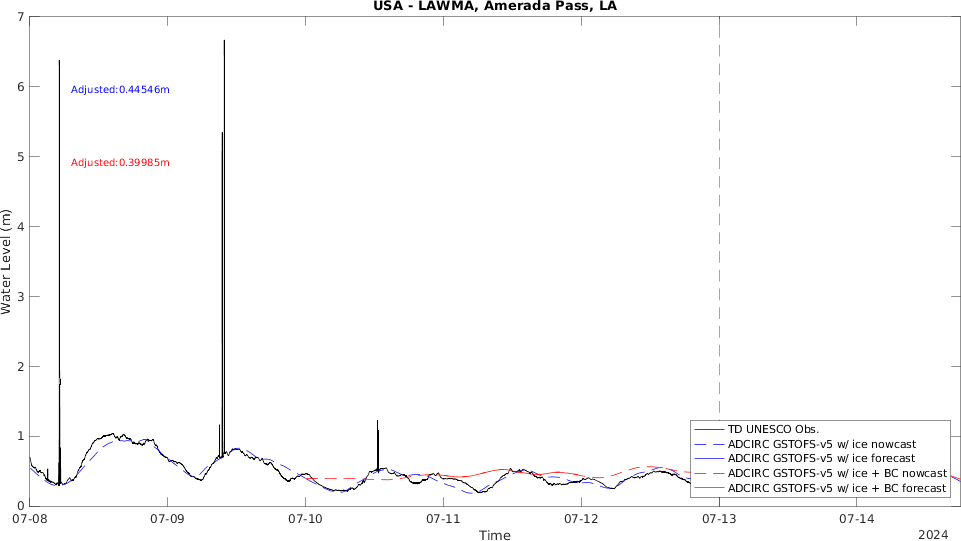 USA - LAWMA, Amerada Pass, LA
7
6
5
4
3
2
1
0
Water Level (m)
Adjusted:0.44546m
Adjusted:0.39985m
TD UNESCO Obs.
ADCIRC GSTOFS-v5 w/ ice nowcast
ADCIRC GSTOFS-v5 w/ ice forecast
ADCIRC GSTOFS-v5 w/ ice + BC nowcast
ADCIRC GSTOFS-v5 w/ ice + BC forecast
07-08 07-09 07-10 07-11 07-12 07-13 07-14
Time
2024